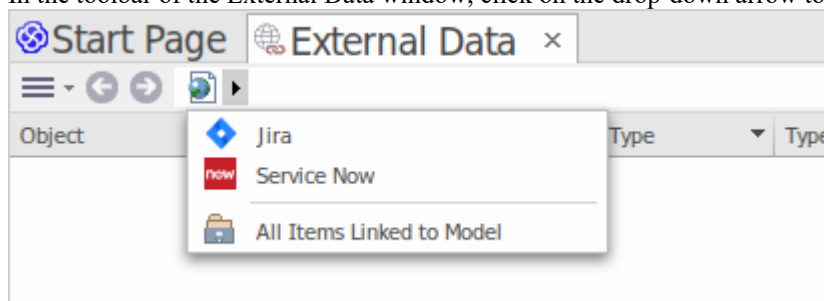 In the toolbar of the External Data window, click on the drop-down arrow to
Start Page External Data ×
Object Type Type
Jira
now Service Now
All Items Linked to Model